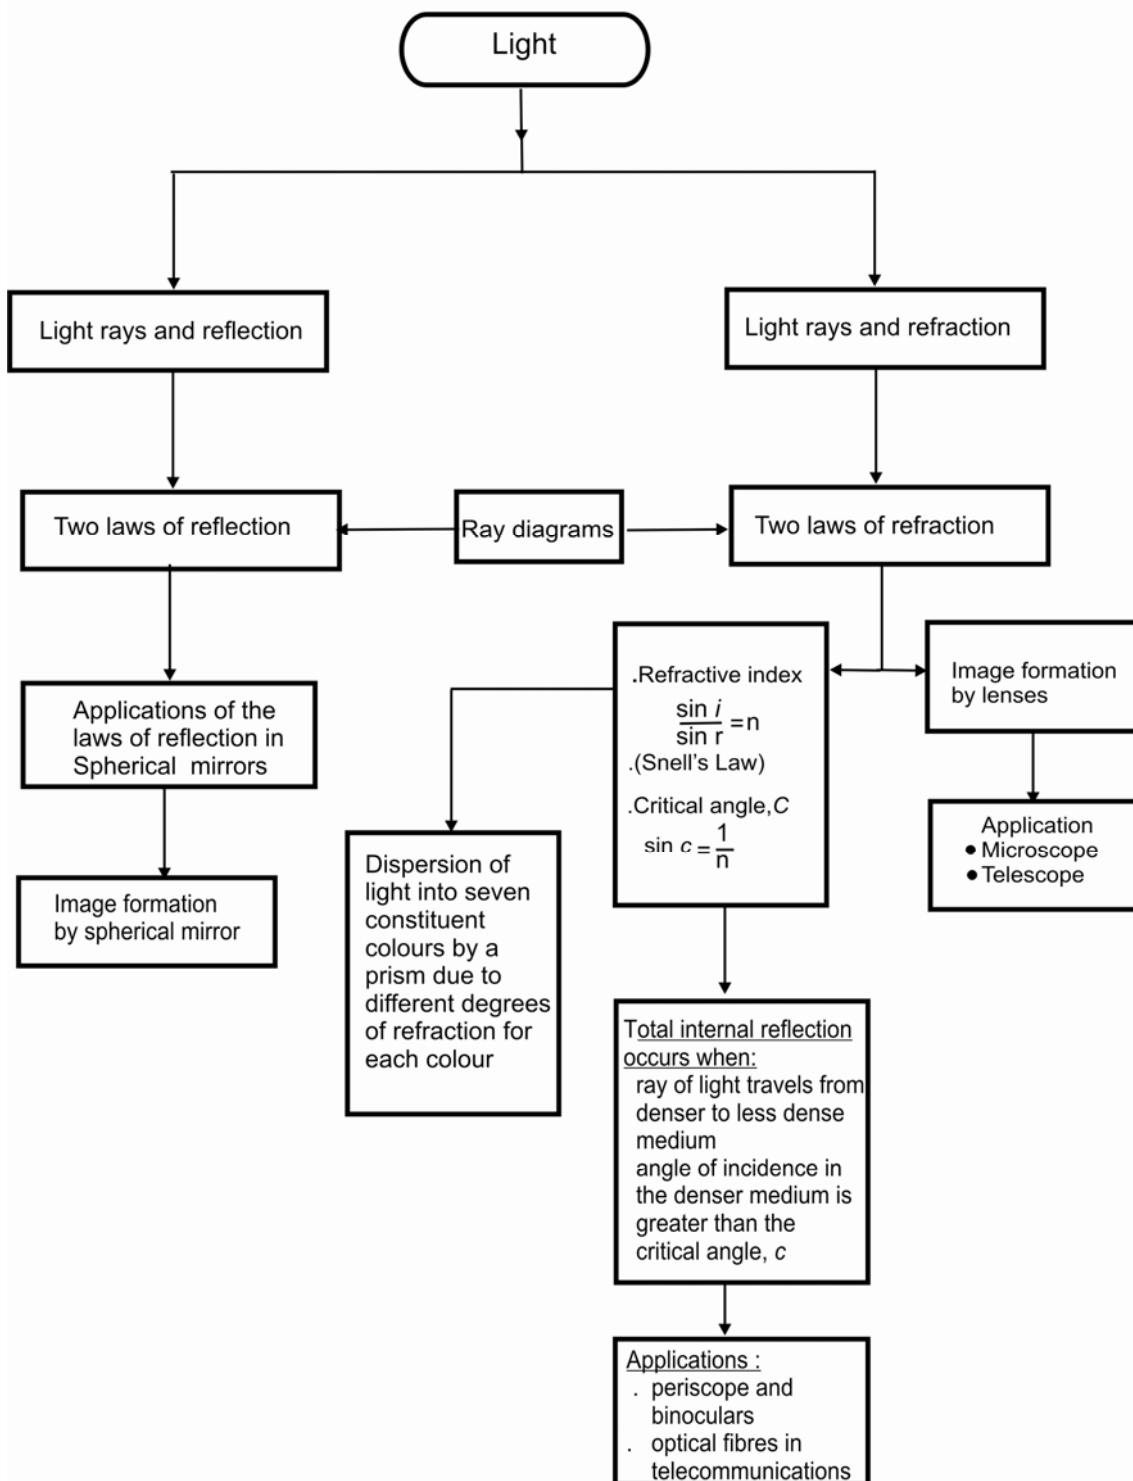 Light
Light rays and reflection
Light rays and refraction
Two laws of reflection
Ray diagrams
Two laws of refraction
Applications of the
laws of reflection in
Spherical mirrors
Image formation
by spherical mirror
.Refractive index
sin i
sin r
=n
.(Snell's Law)
.Critical angle,C
sin c = 1
n
Image formation
by lenses
Application
● Microscope
● Telescope
Dispersion of
light into seven
constituent
colours by a
prism due to
different degrees
of refraction for
each colour
Total internal reflection
occurs when:
ray of light travels from
denser to less dense
medium
angle of incidence in
the denser medium is
greater than the
critical angle, c
Applications :
. periscope and
binoculars
. optical fibres in
telecommunications